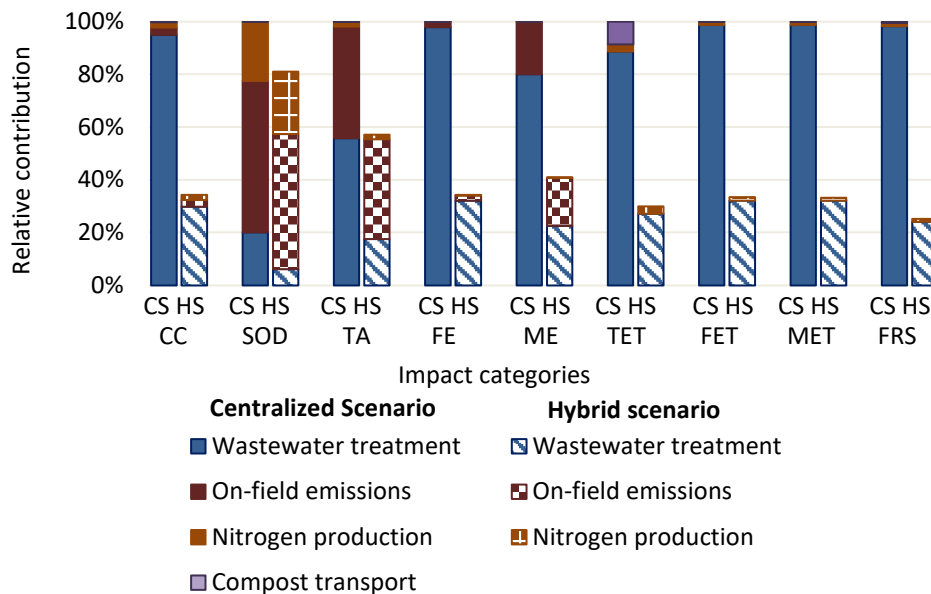 100%
80%
60%
40%
20%
0%
Relative contribution
CS HS CS HS CS HS CS HS CS HS CS HS CS HS CS HS CS HS
CC SOD TA FE ME TET FET MET FRS
Impact categories
Centralized Scenario Hybrid scenario
Wastewater treatment Wastewater treatment
On-field emissions On-field emissions
Nitrogen production Nitrogen production
Compost transport